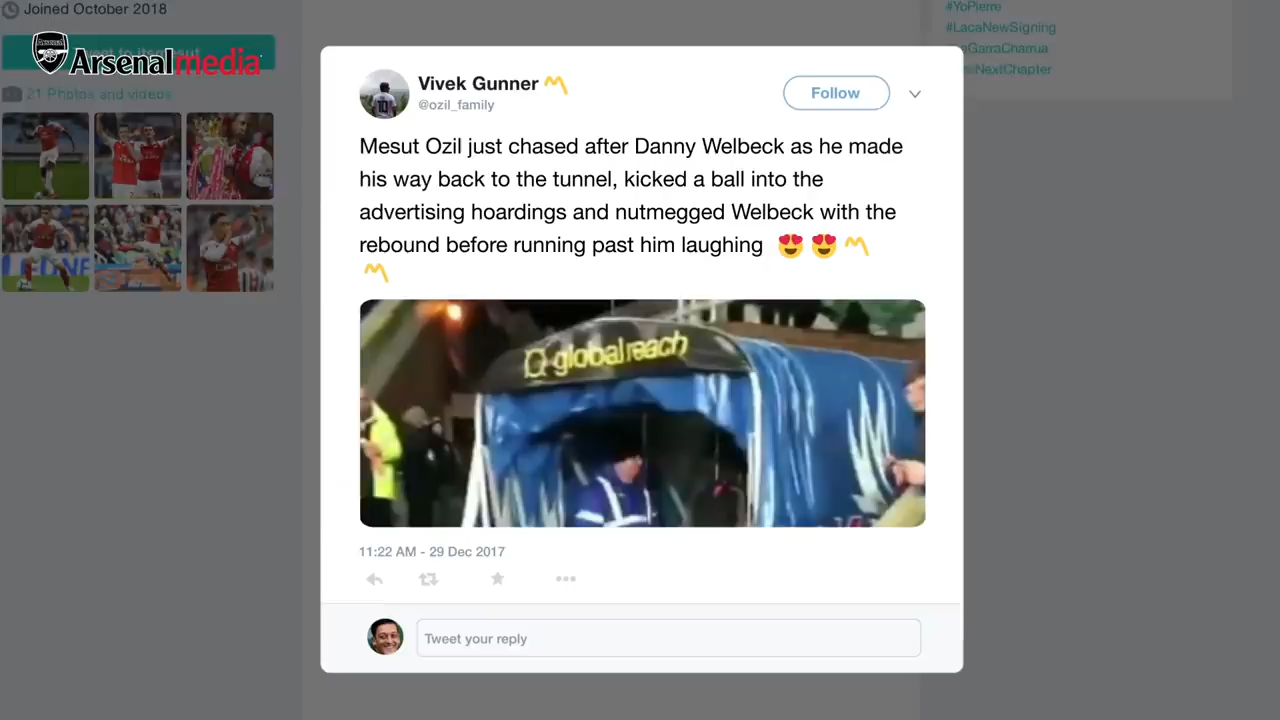 Joined October 2018
Arsenal media
21 Photos and videos
Vivek Gunner
@ozil_family
Follow
Mesut Ozil just chased after Danny Welbeck as he made
his way back to the tunnel, kicked a ball into the
advertising hoardings and nutmegged Welbeck with the
rebound before running past him laughing 😍 😍 〽️
〽️
globalreach
11:22 AM - 29 Dec 2017
Tweet your reply
#YoPierre
#LacaNewSigning
GarraCharrua
NextChapter